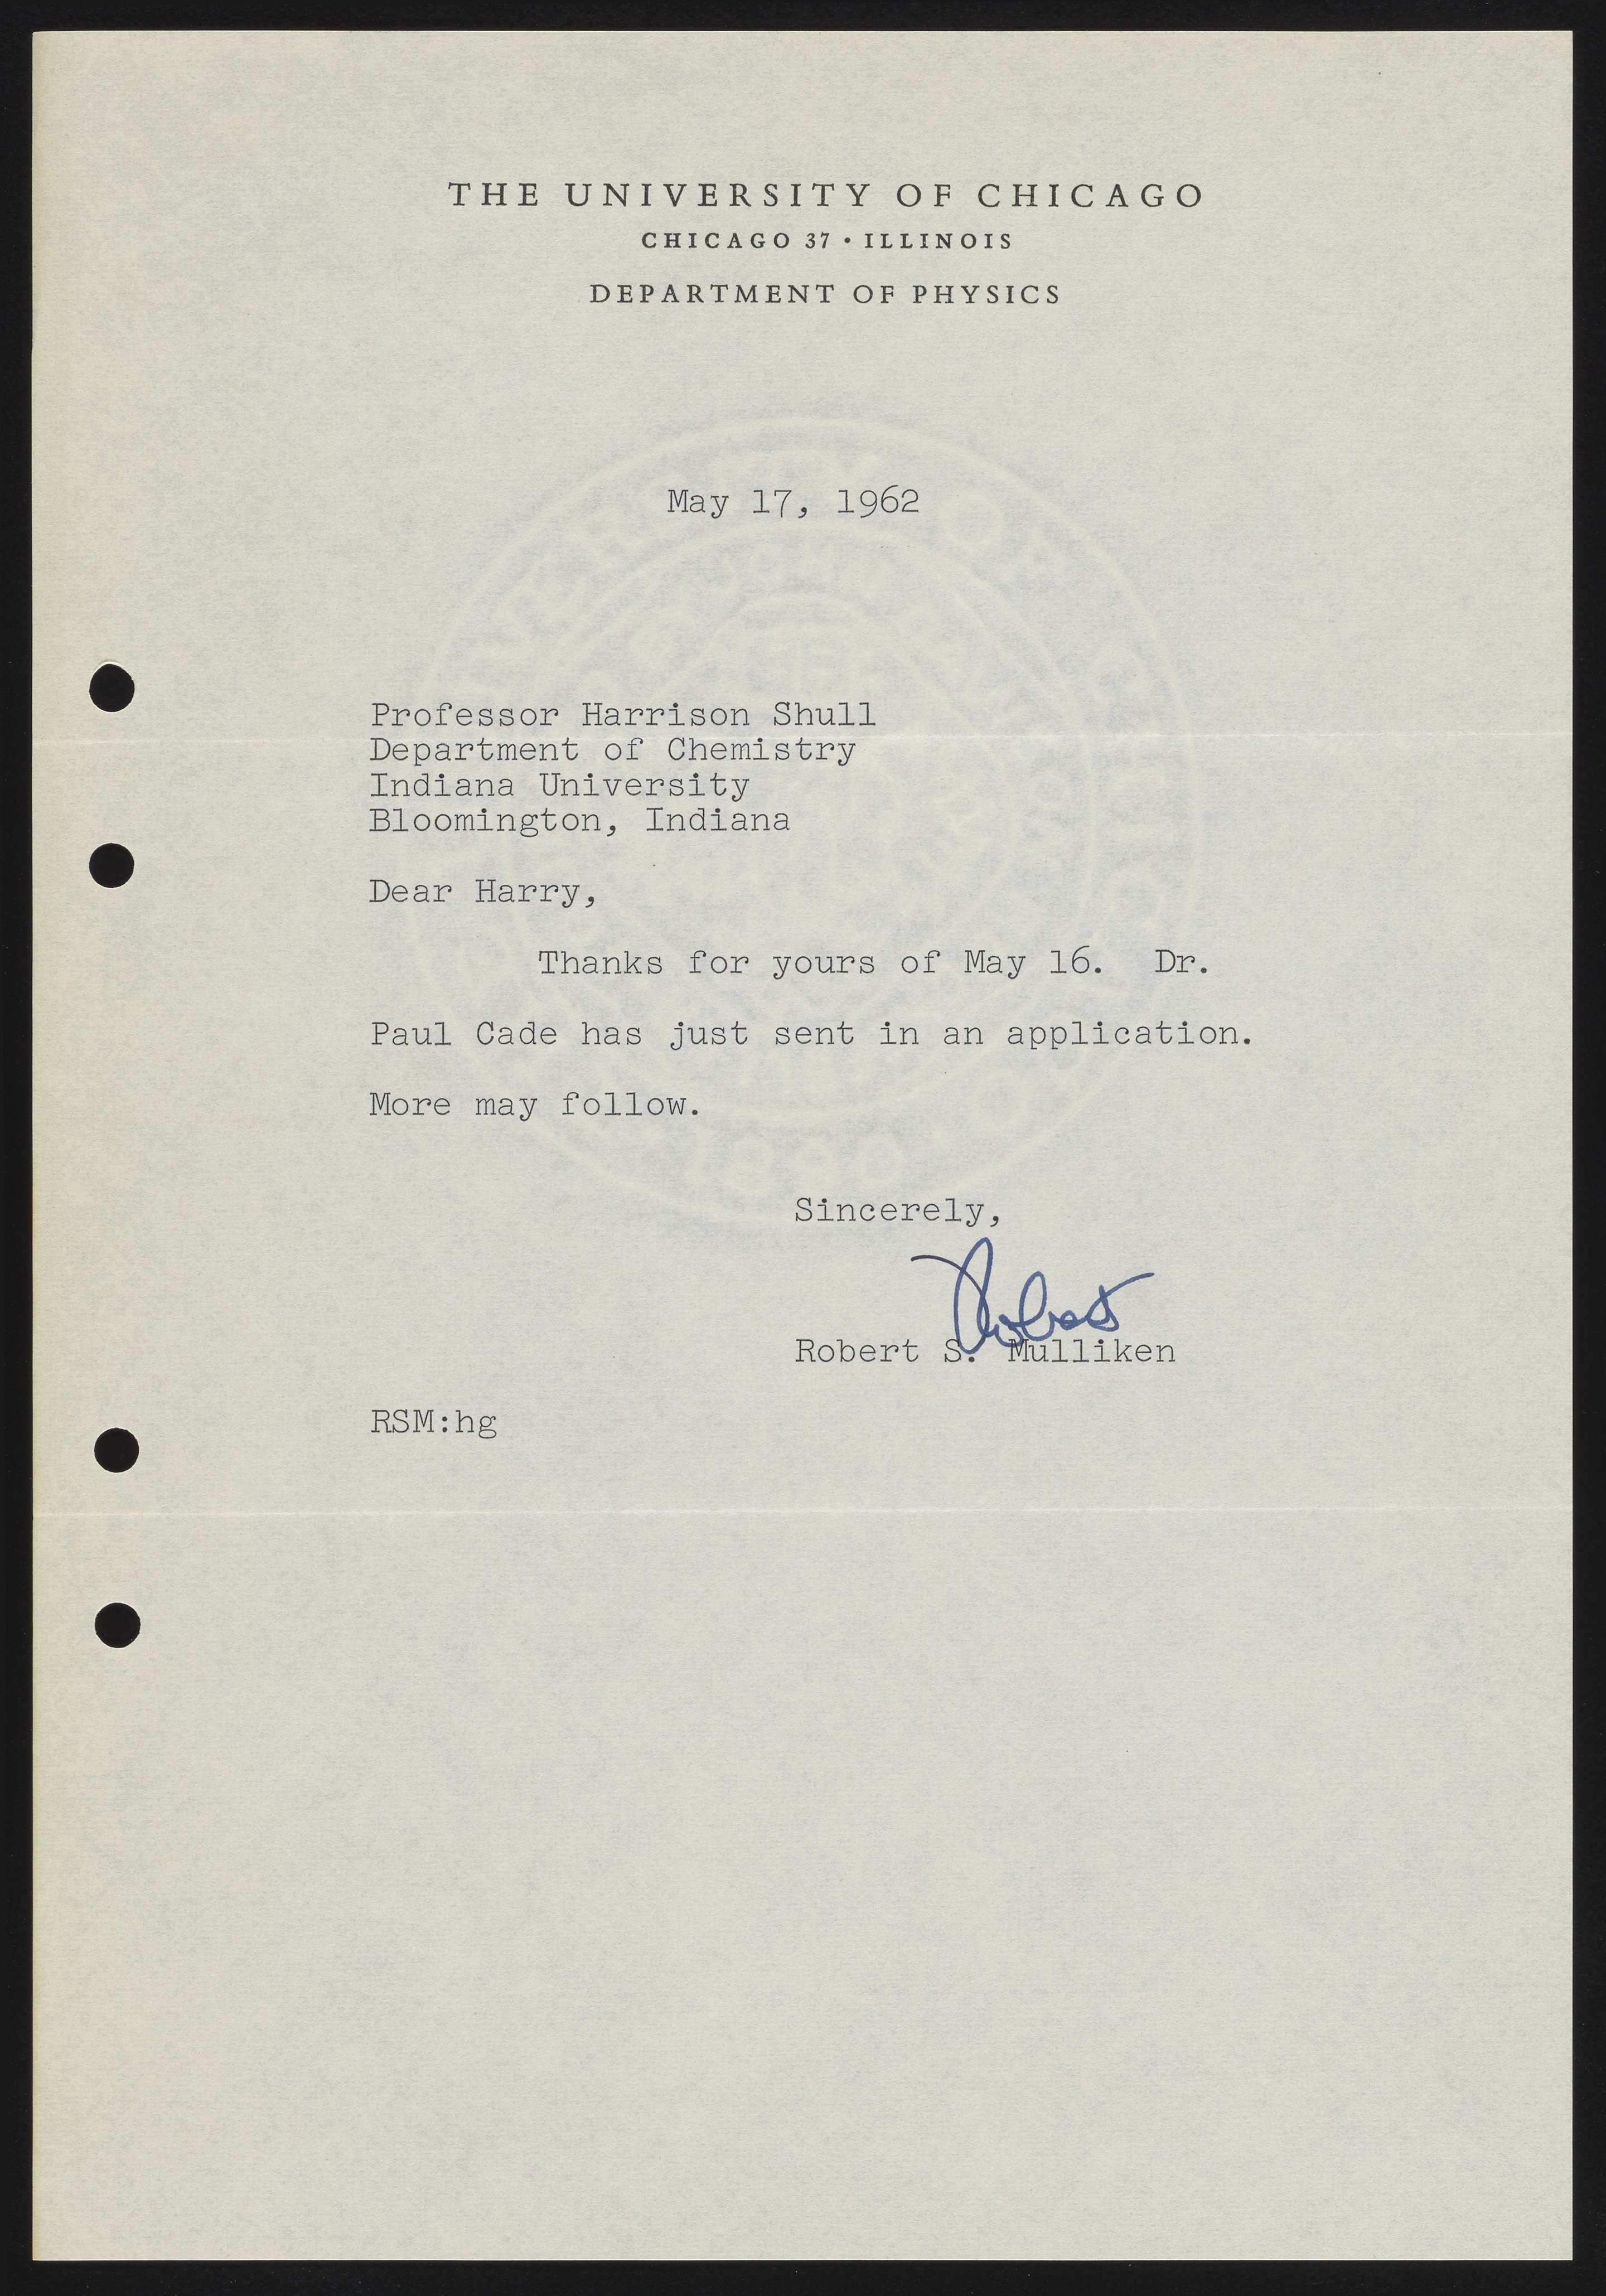 THE UNIVERSITY OF CHICAGO
CHICAGO 37 • ILLINOIS
DEPARTMENT OF PHYSICS
May 17, 1962
Professor Harrison Shull
Department of Chemistry
Indiana University
Bloomington, Indiana
Dear Harry,
Thanks for yours of May 16. Dr.
Paul Cade has just sent in an application.
More may follow.
Sincerely,
Robert
Robert S. Mulliken
RSM:hg